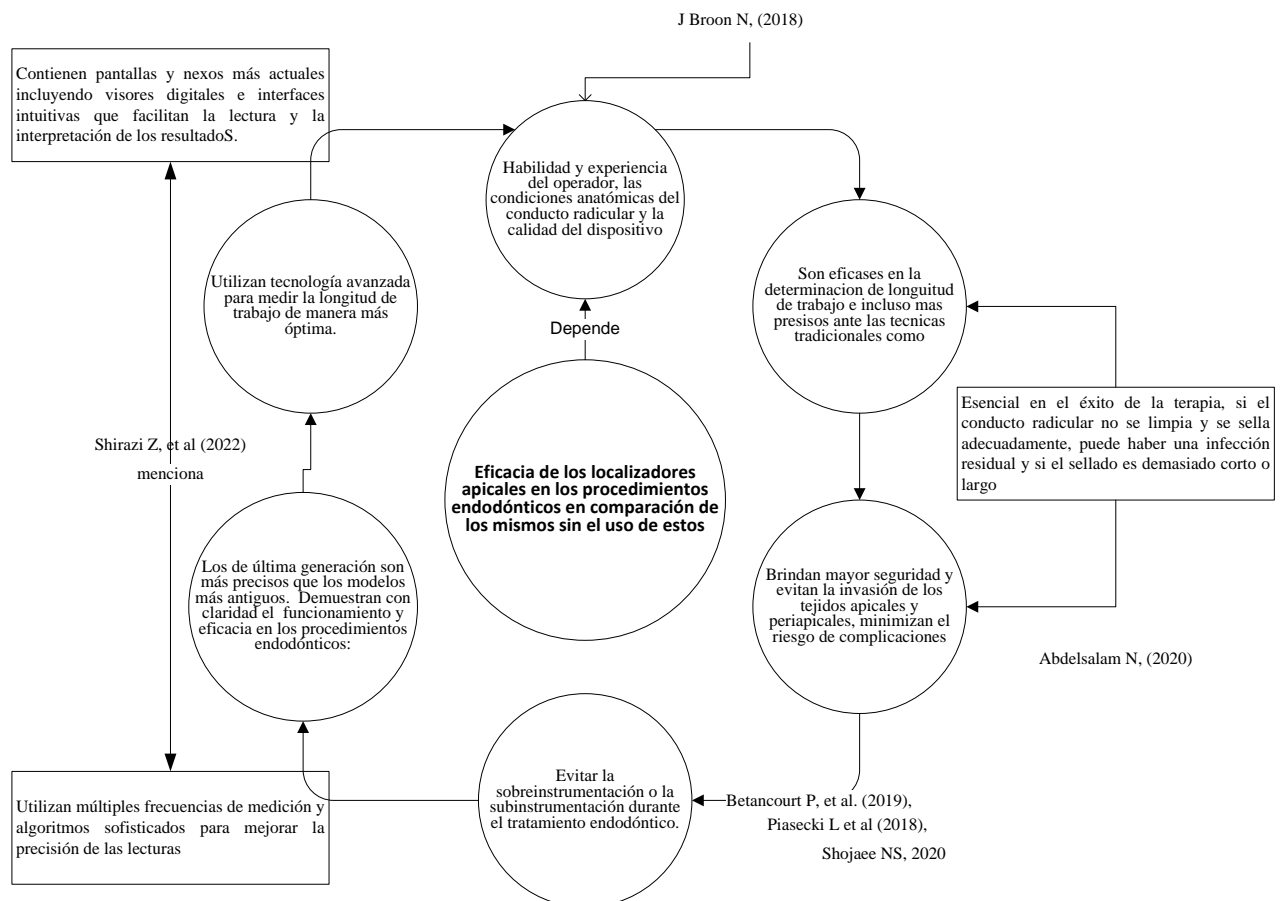 J Broon N, (2018)
Contienen pantallas y nexos más actuales
incluyendo visores digitales e interfaces
intuitivas que facilitan la lectura y la
interpretación de los resultadoS.
Habilidad y experiencia
del operador, las
condiciones anatómicas del
conducto radicular y la
calidad del dispositivo
Utilizan tecnología avanzada
para medir la longitud de
trabajo de manera más
óptima.
Son eficases en la
determinacion de longuitud
de trabajo e incluso mas
presisos ante las tecnicas
tradicionales como
Depende
Esencial en el éxito de la terapia, si el
conducto radicular no se limpia y se sella
adecuadamente, puede haber una infección
residual y si el sellado es demasiado corto o
largo
Shirazi Z, et al (2022)
menciona
Eficacia de los localizadores
apicales en los procedimientos
endodónticos en comparación de
los mismos sin el uso de estos
Los de última generación son
más precisos que los modelos
más antiguos. Demuestran con
claridad el funcionamiento y
eficacia en los procedimientos
endodónticos:
Brindan mayor seguridad y
evitan la invasión de los
tejidos apicales y
periapicales, minimizan el
riesgo de complicaciones
Abdelsalam N, (2020)
Evitar la
sobreinstrumentación o la
subinstrumentación durante
el tratamiento endodóntico.
Utilizan múltiples frecuencias de medición y
algoritmos sofisticados para mejorar la
precisión de las lecturas
Betancourt P, et al. (2019),
Piasecki L et al (2018),
Shojaee NS, 2020